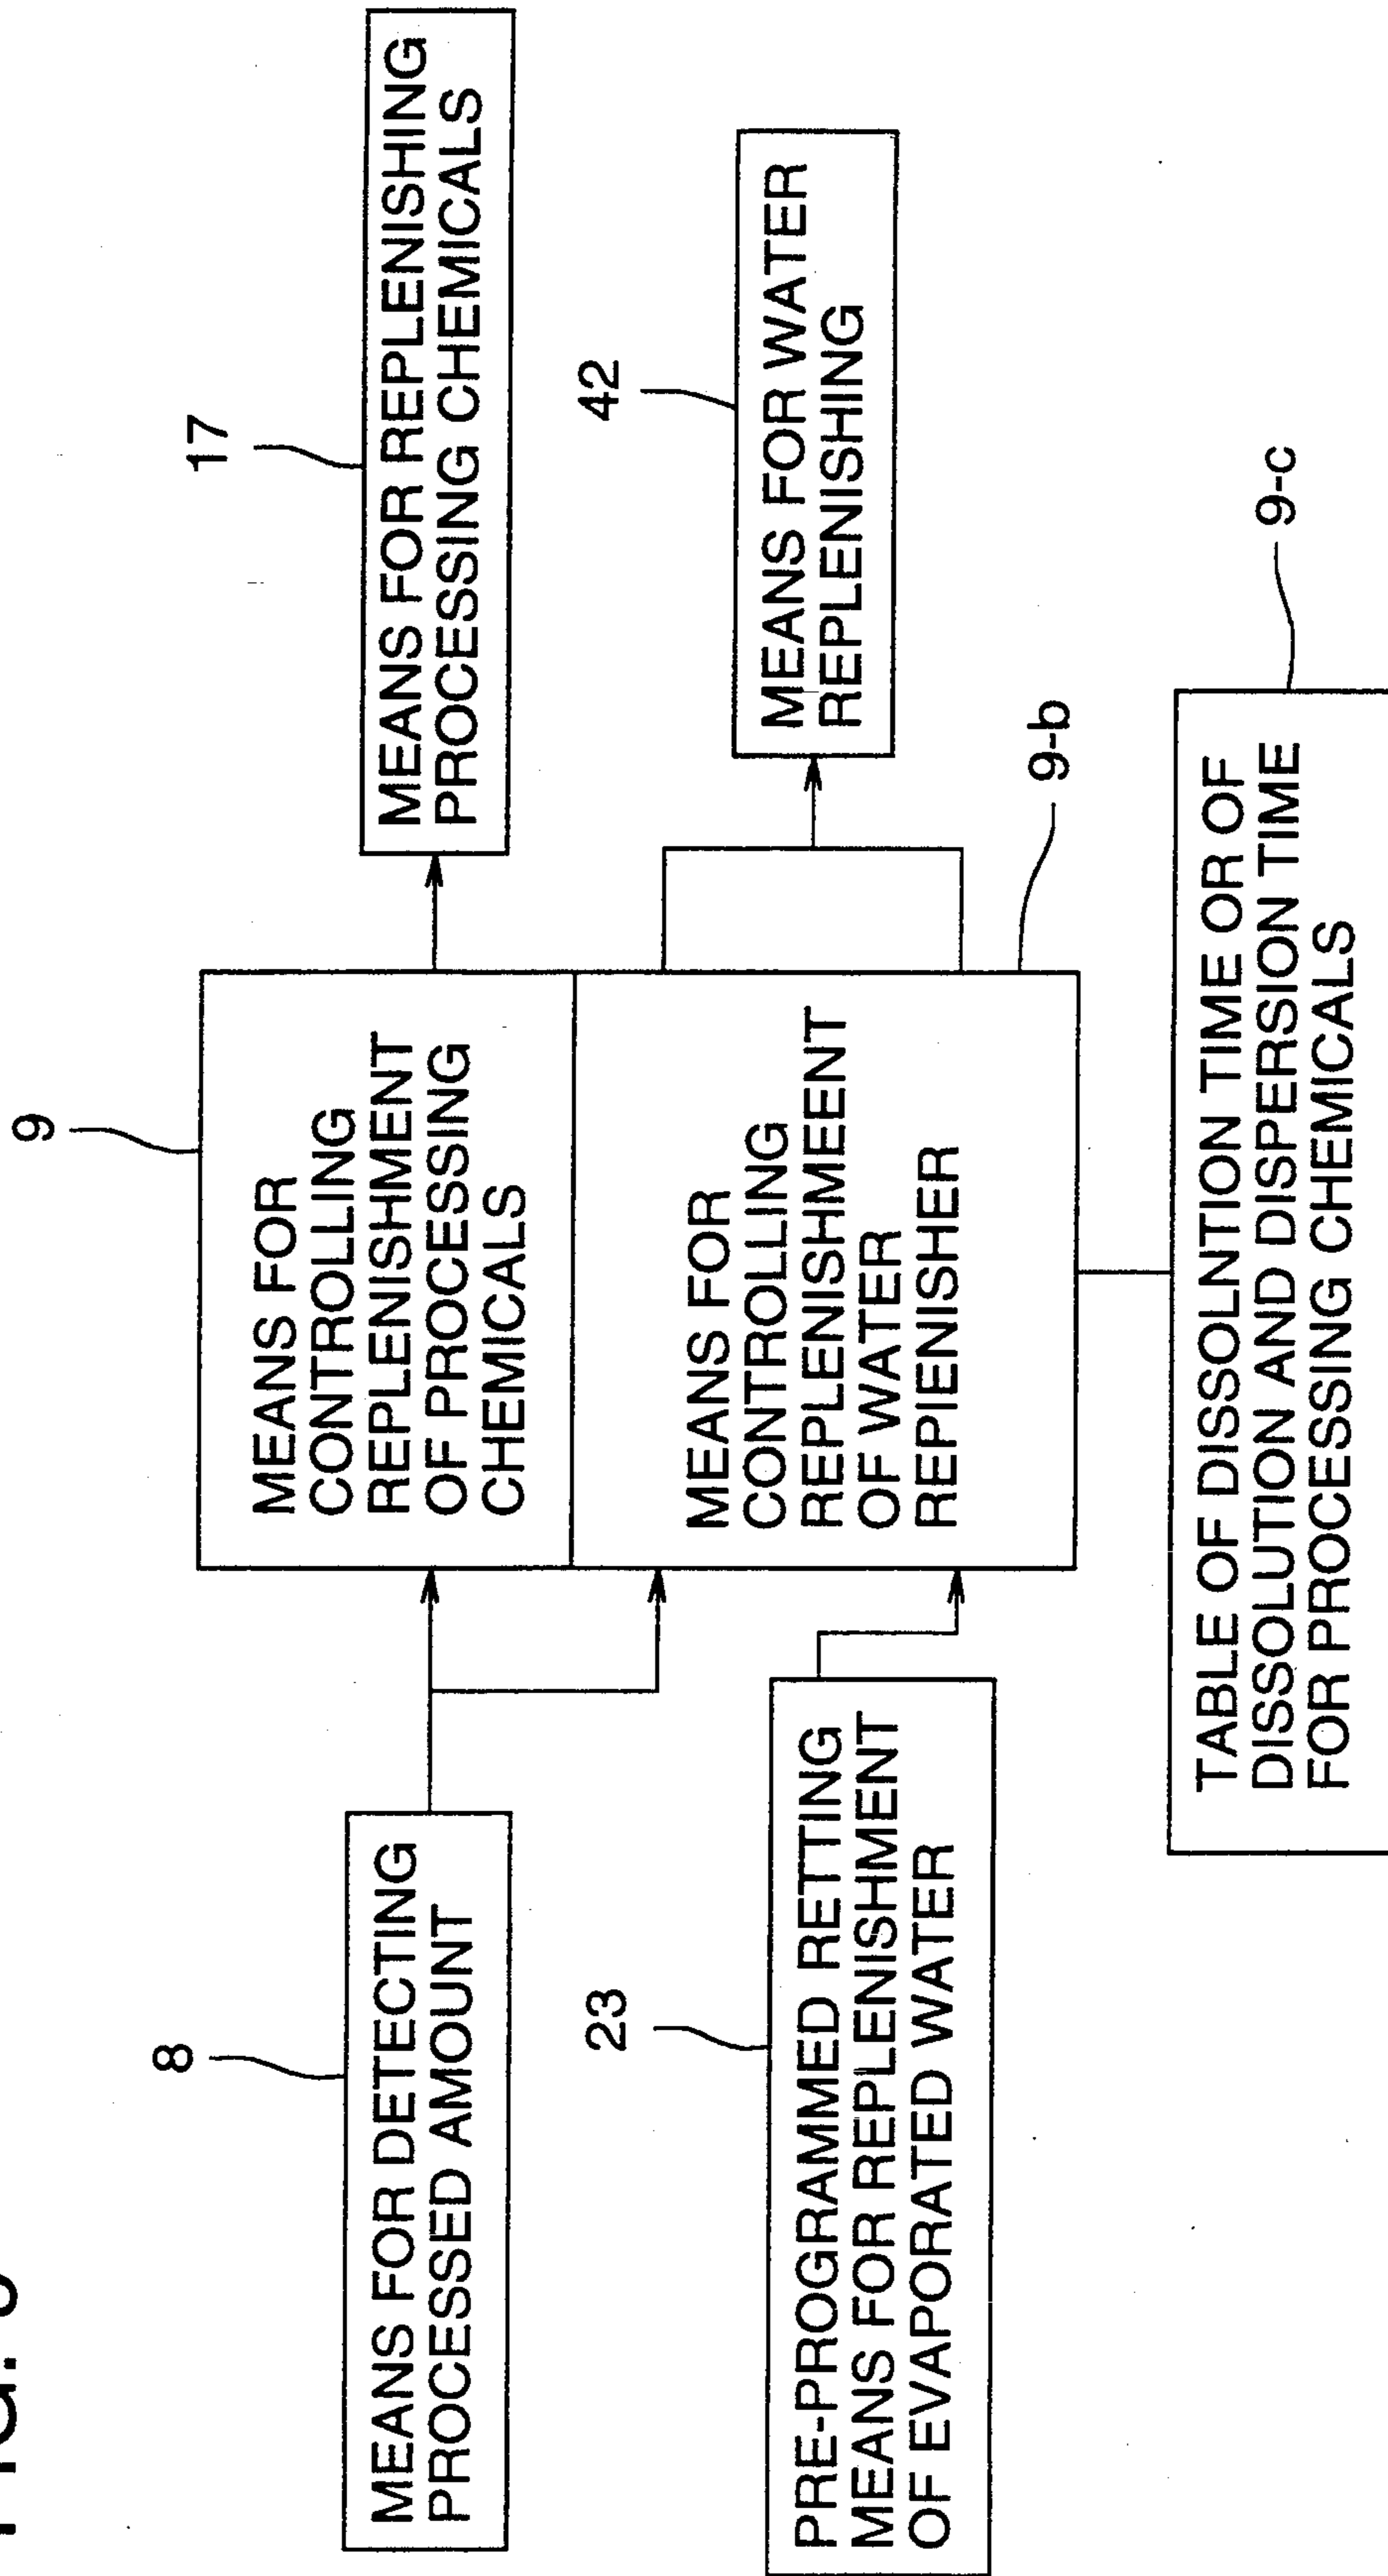 FIG.
8
MEANS FOR DETECTING
PROCESSED AMOUNT
23
PRE-PROGRAMMED RETTING
MEANS FOR REPLENISHMENT
OF EVAPORATED WATER
9
MEANS FOR
CONTROLLING
REPLENISHMENT
OF PROCESSING
CHEMICALS
MEANS FOR
CONTROLLING
REPLENISHMEENT
OF WATER
REPIENISHER
9-b
17
MEANS FOR REPLENISHING
PROCESSING CHEMICALS
42
MEANS FOR WATER
REPLENISHING
9-c
TABLE OF DISSOLNTION TIME OR OF
DISSOLUTION AND DISPERSION TIME
FOR PROCESSING CHEMICALS